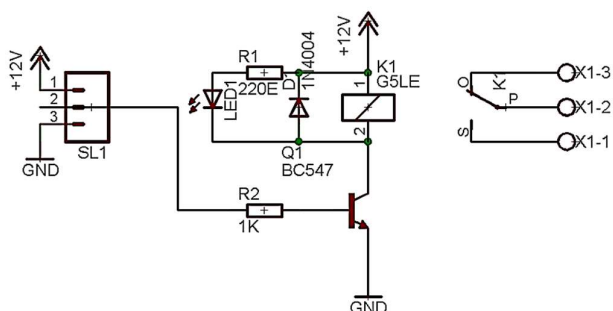 +12V
1
2
3
SL1
GND
R1
220E
LED1
D1
1N4004
+12V
K1
G5LE
1
2
Q1
BC547
R2
1K
GND
O
K1
P
S
X1-3
X1-2
X1-1